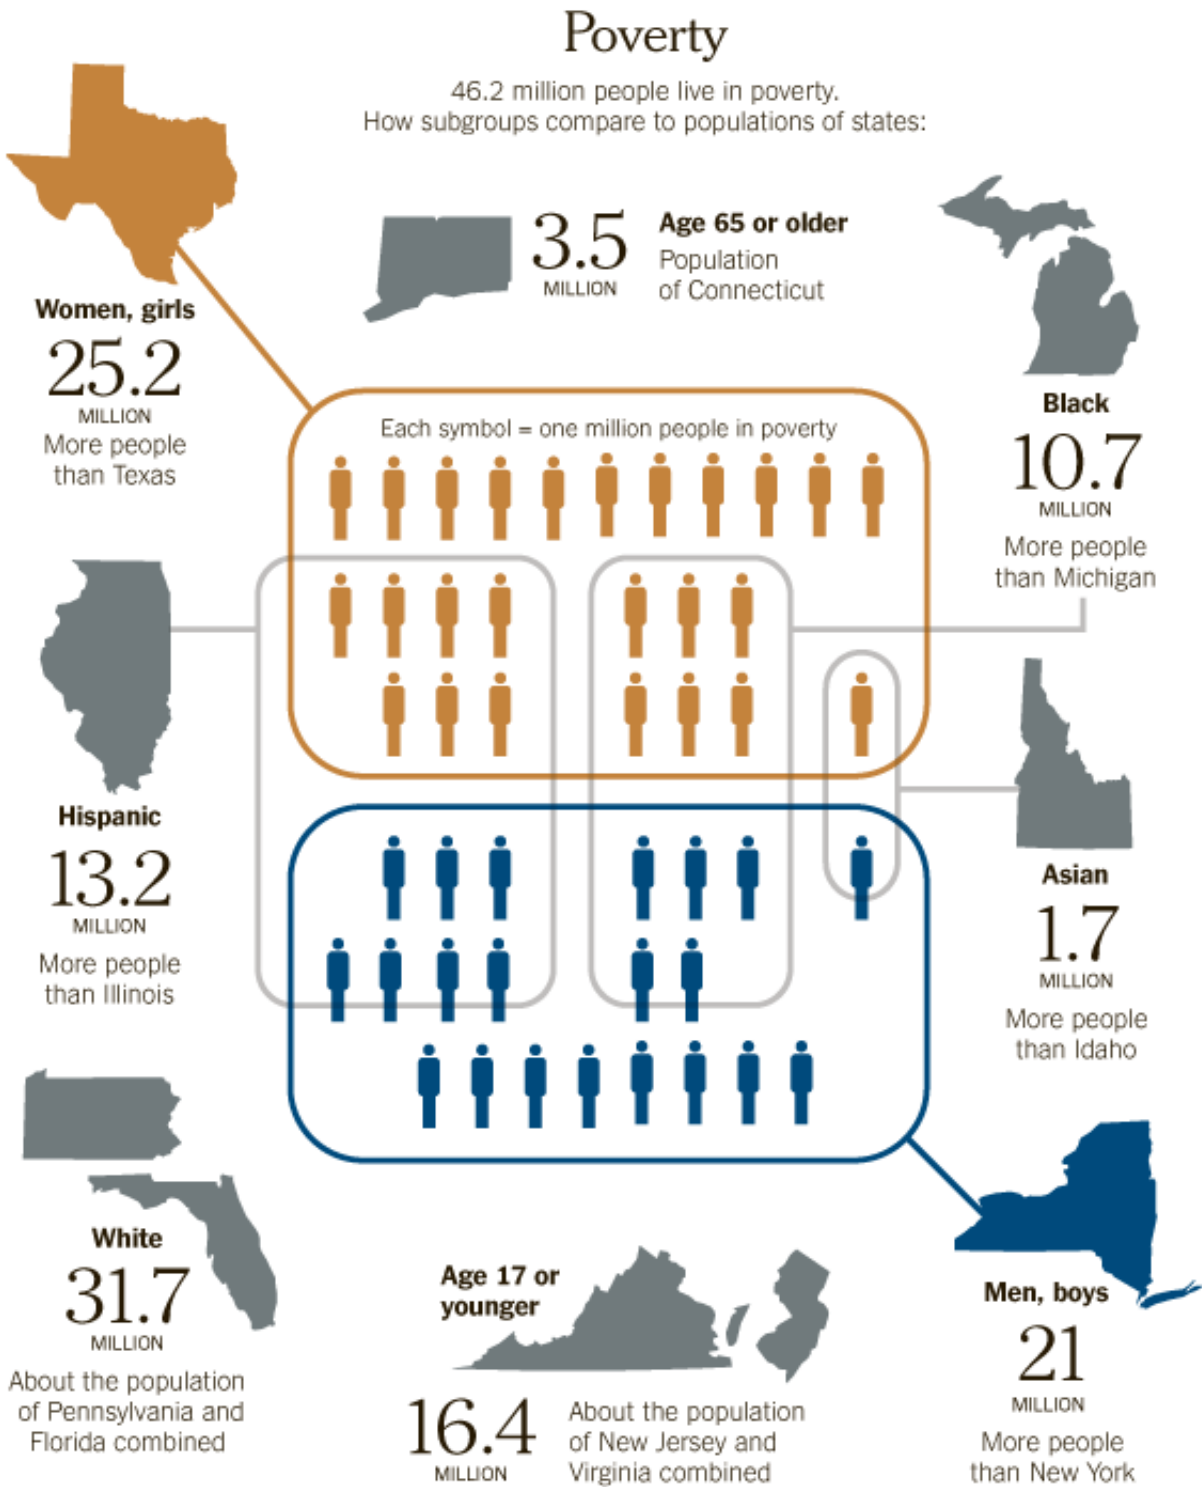 Poverty
46.2 million people live in poverty.
How subgroups compare to populations of states:
3.5
MILLION
Age 65 or older
Population
of Connecticut
Women, girls
25.2
MILLION
More people
than Texas
Black
10.7
MILLION
More people
than Michigan
Each symbol = one million people in poverty
Hispanic
13.2
MILLION
More people
than Illinois
Asian
1.7
MILLION
More people
than Idaho
White
31.7
MILLION
About the population
of Pennsylvania and
Florida combined
Age 17 or
younger
16.4
MILLION
About the population
of New Jersey and
Virginia combined
Men, boys
21
MILLION
More people
than New York